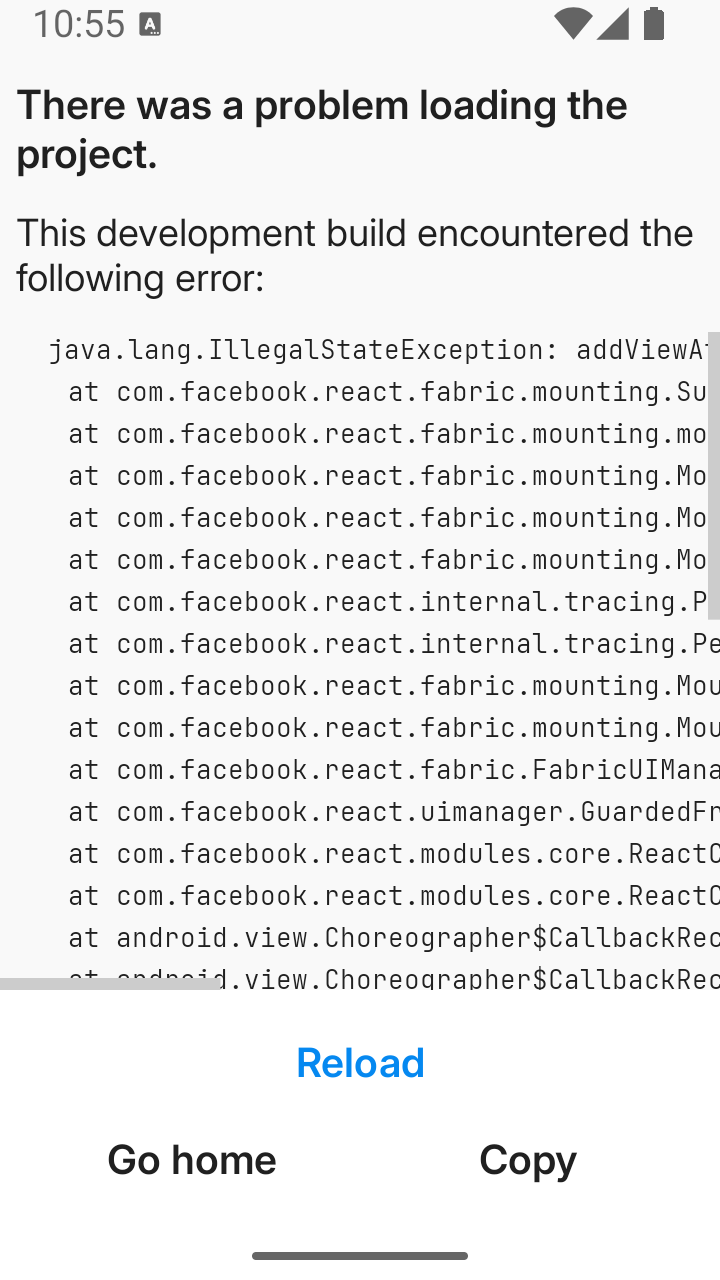 10:55
There was a problem loading the
project.
This development build encountered the
following error:
java.lang.IllegalStateException: addViewAt
at com.facebook.react.fabric.mounting.Su
at com.facebook.react.fabric.mounting.mo
at com.facebook.react.fabric.mounting.Mo
at com.facebook.react.fabric.mounting.Mo
at com.facebook.react.fabric.mounting.Mo
at com.facebook.react.internal.tracing.P
at com.facebook.react.internal.tracing.Pe
at com.facebook.react.fabric.mounting.Mou
at com.facebook.react.fabric.mounting.Mou
at com.facebook.react.fabric.FabricUIMana
at com.facebook.react.uimanager.GuardedFr
at com.facebook.react.modules.core.ReactC
at com.facebook.react.modules.core.ReactC
at android.view.Choreographer$CallbackRec
at android.view.Choreographer$CallbackRec
Reload
Go home
Copy